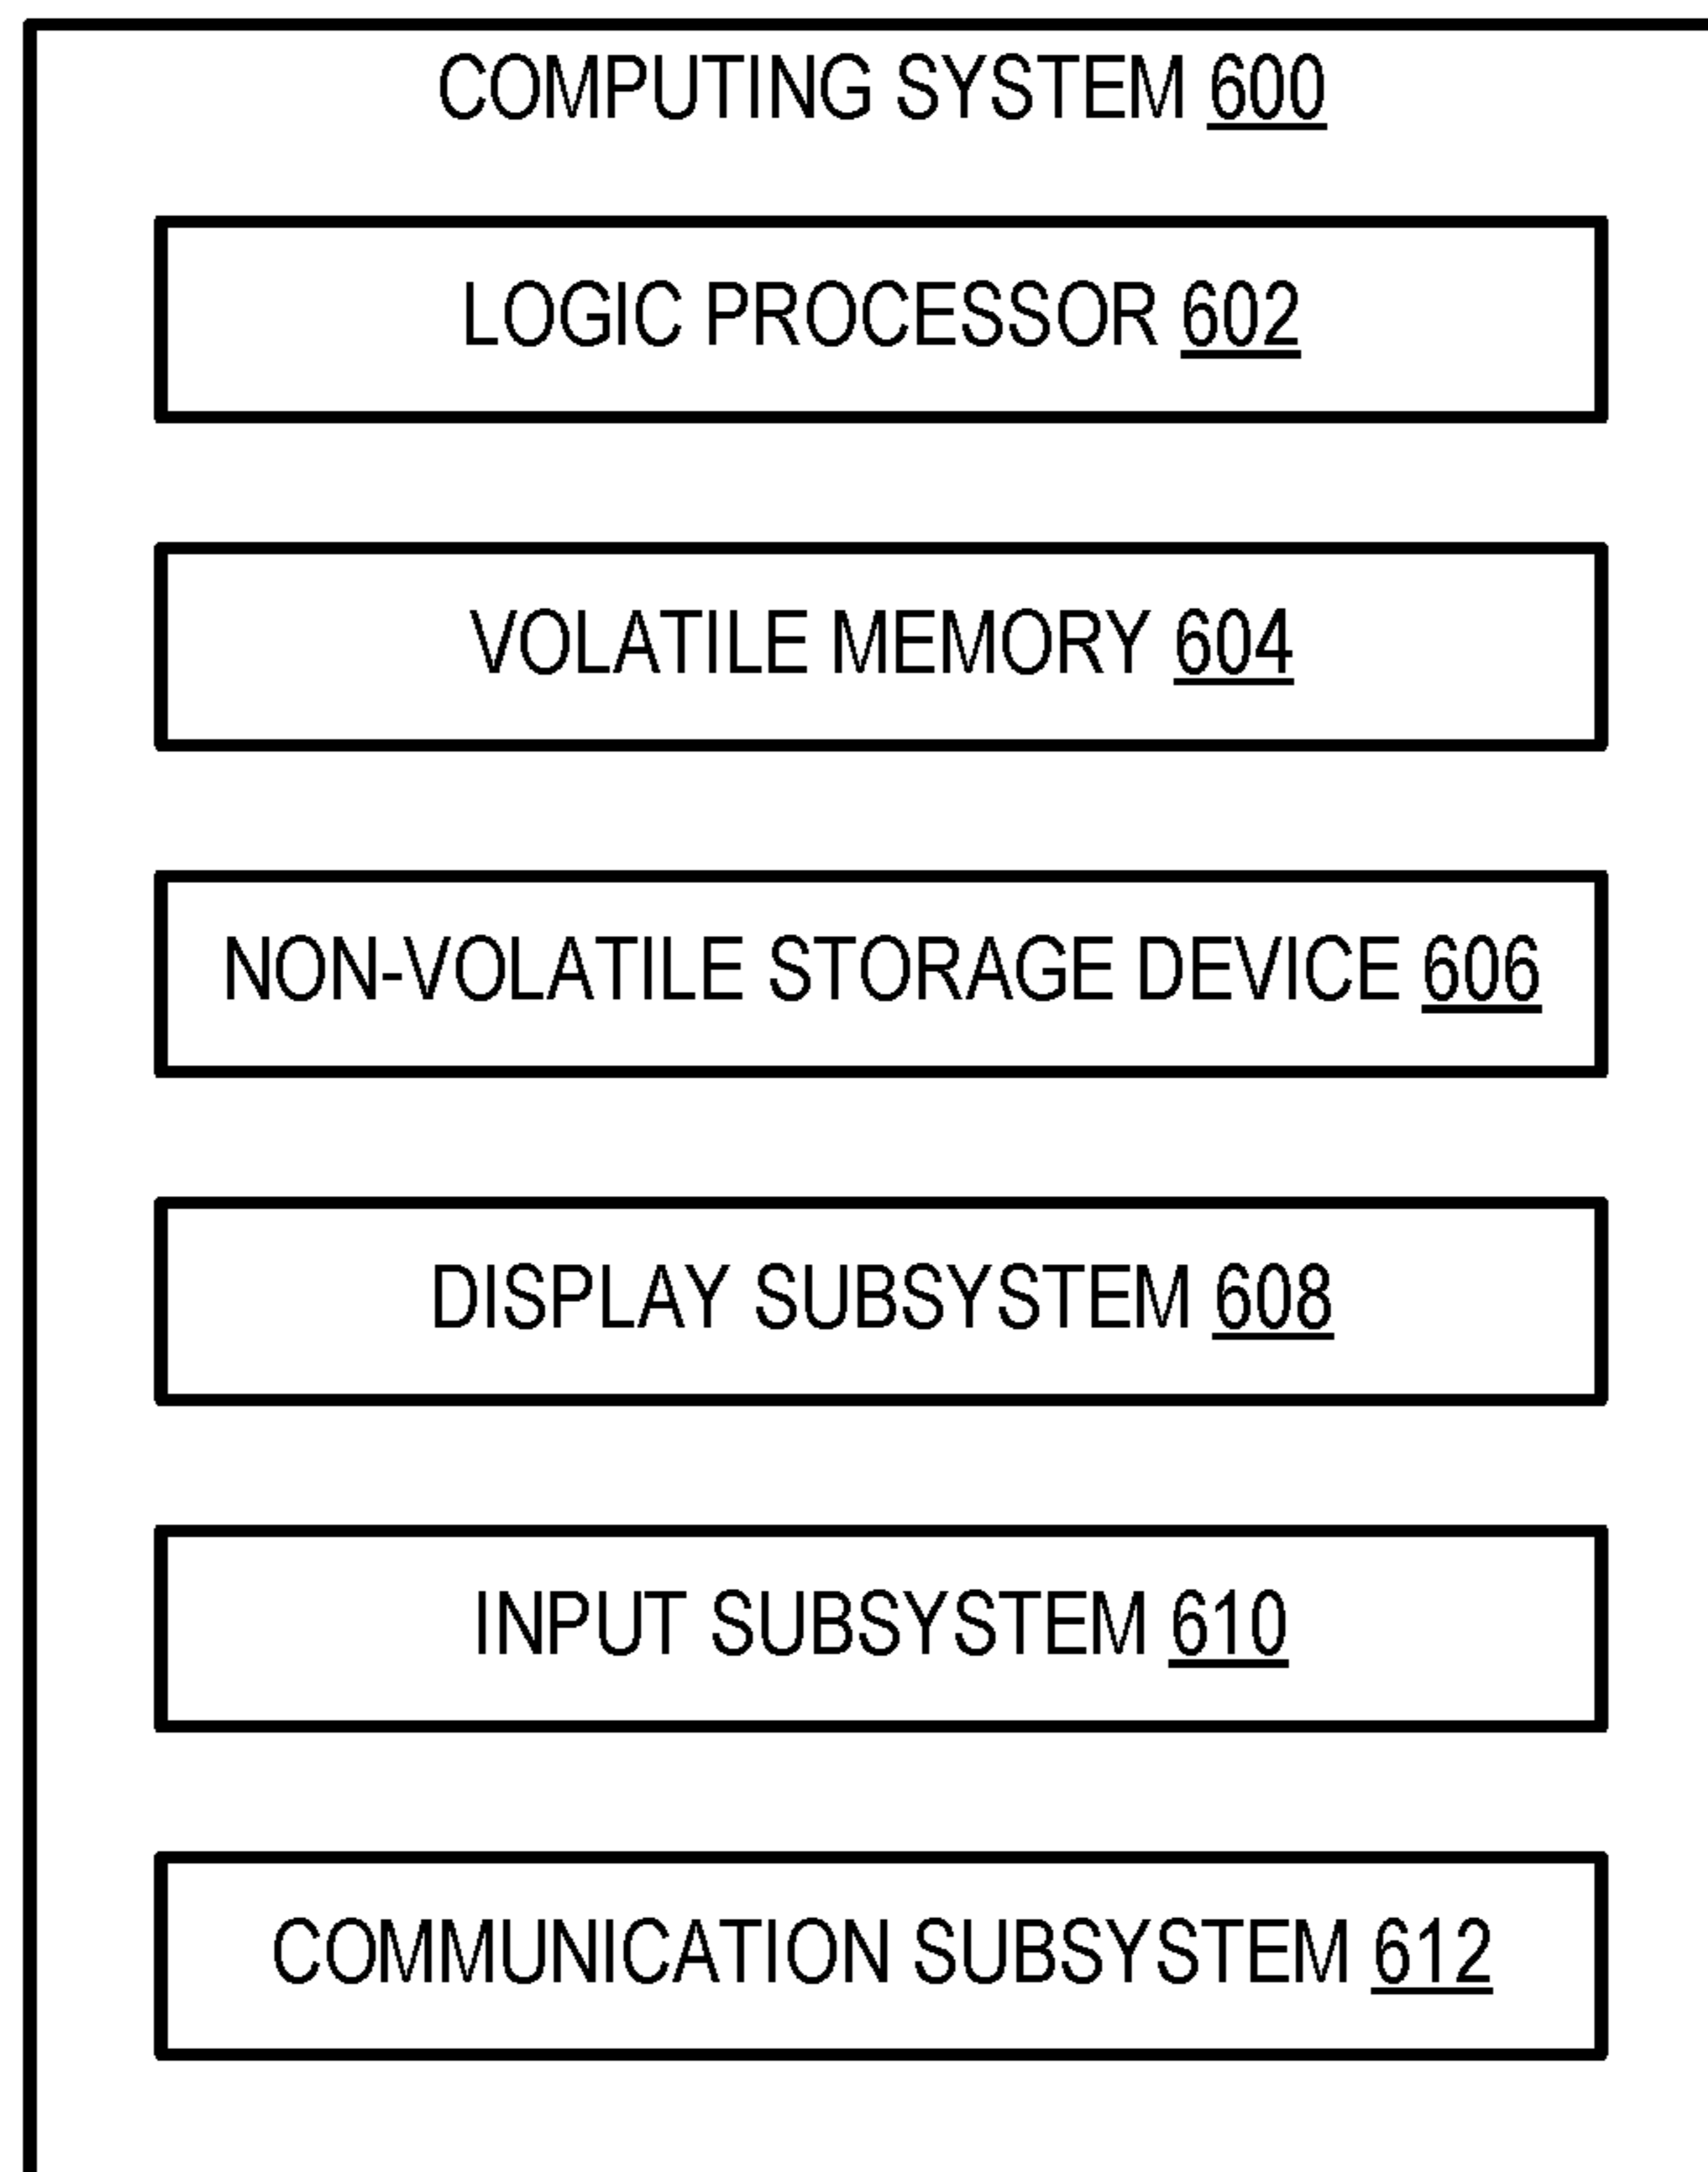 COMPUTING SYSTEM 600
LOGIC PROCESSOR 602
VOLATILE MEMORY 604
NON-VOLATILE STORAGE DEVICE 606
DISPLAY SUBSYSTEM 608
INPUT SUBSYSTEM 610
COMMUNICATION SUBSYSTEM 612